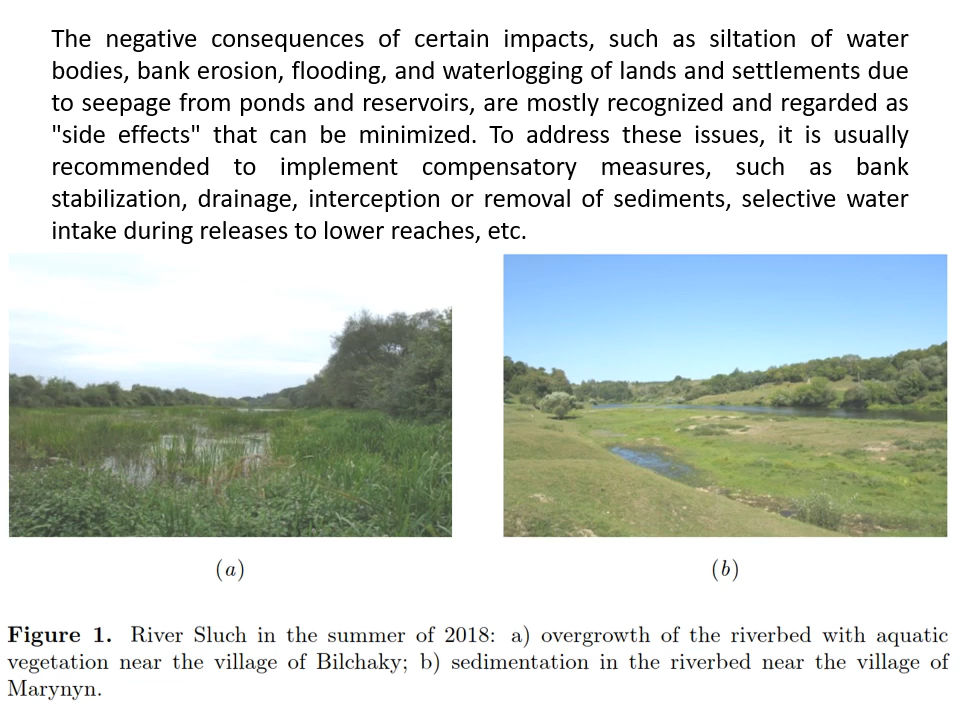 The negative consequences of certain impacts, such as siltation of water
bodies, bank erosion, flooding, and waterlogging of lands and settlements due
to seepage from ponds and reservoirs, are mostly recognized and regarded as
"side effects" that can be minimized. To address these issues, it is usually
recommended to implement compensatory measures, such as bank
stabilization, drainage, interception or removal of sediments, selective water
intake during releases to lower reaches, etc.
(a)
(b)
Figure 1. River Sluch in the summer of 2018: a) overgrowth of the riverbed with aquatic
vegetation near the village of Bilchaky; b) sedimentation in the riverbed near the village of
Marynyn.